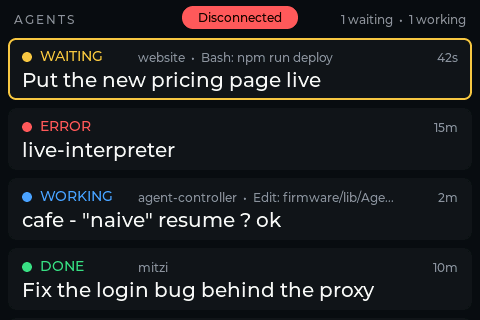 AGENTS Disconnected 1 waiting • 1 working
WAITING website • Bash: npm run deploy 42s
Put the new pricing page live
ERROR 15m
live-interpreter
WORKING agent-controller • Edit: firmware/lib/Age... 2m
cafe - "naive" resume ? ok
DONE mitzi 10m
Fix the login bug behind the proxy